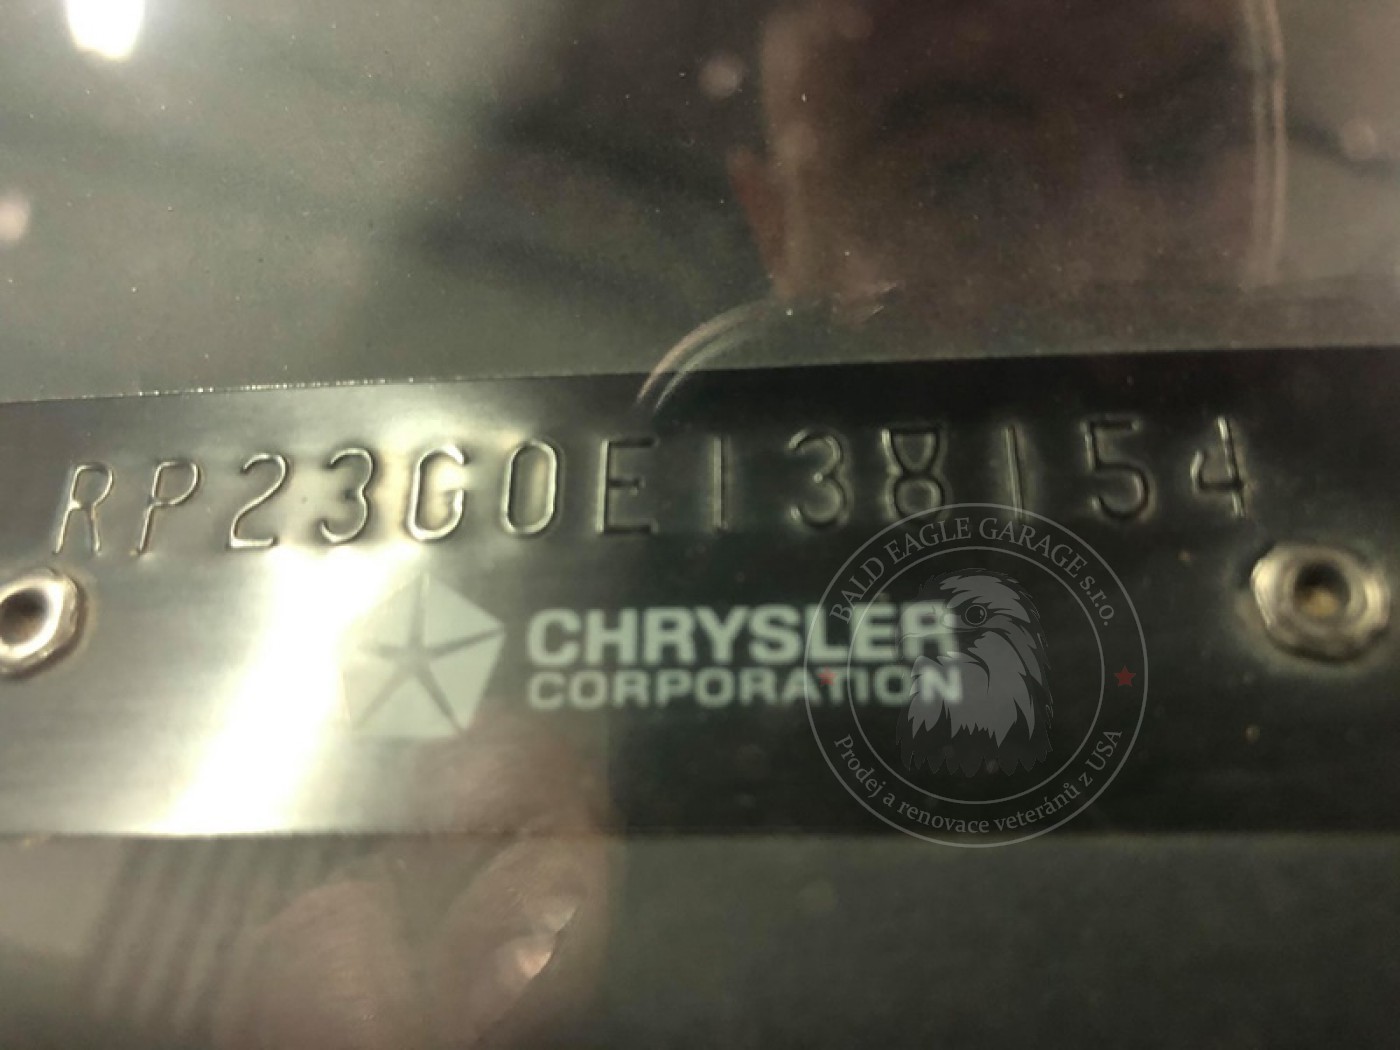 RP23G0E138154
CHRYSLER
CORPORATION
BALD EAGLE GARAGE s.r.o.
Prodej a renovace veteránů z USA